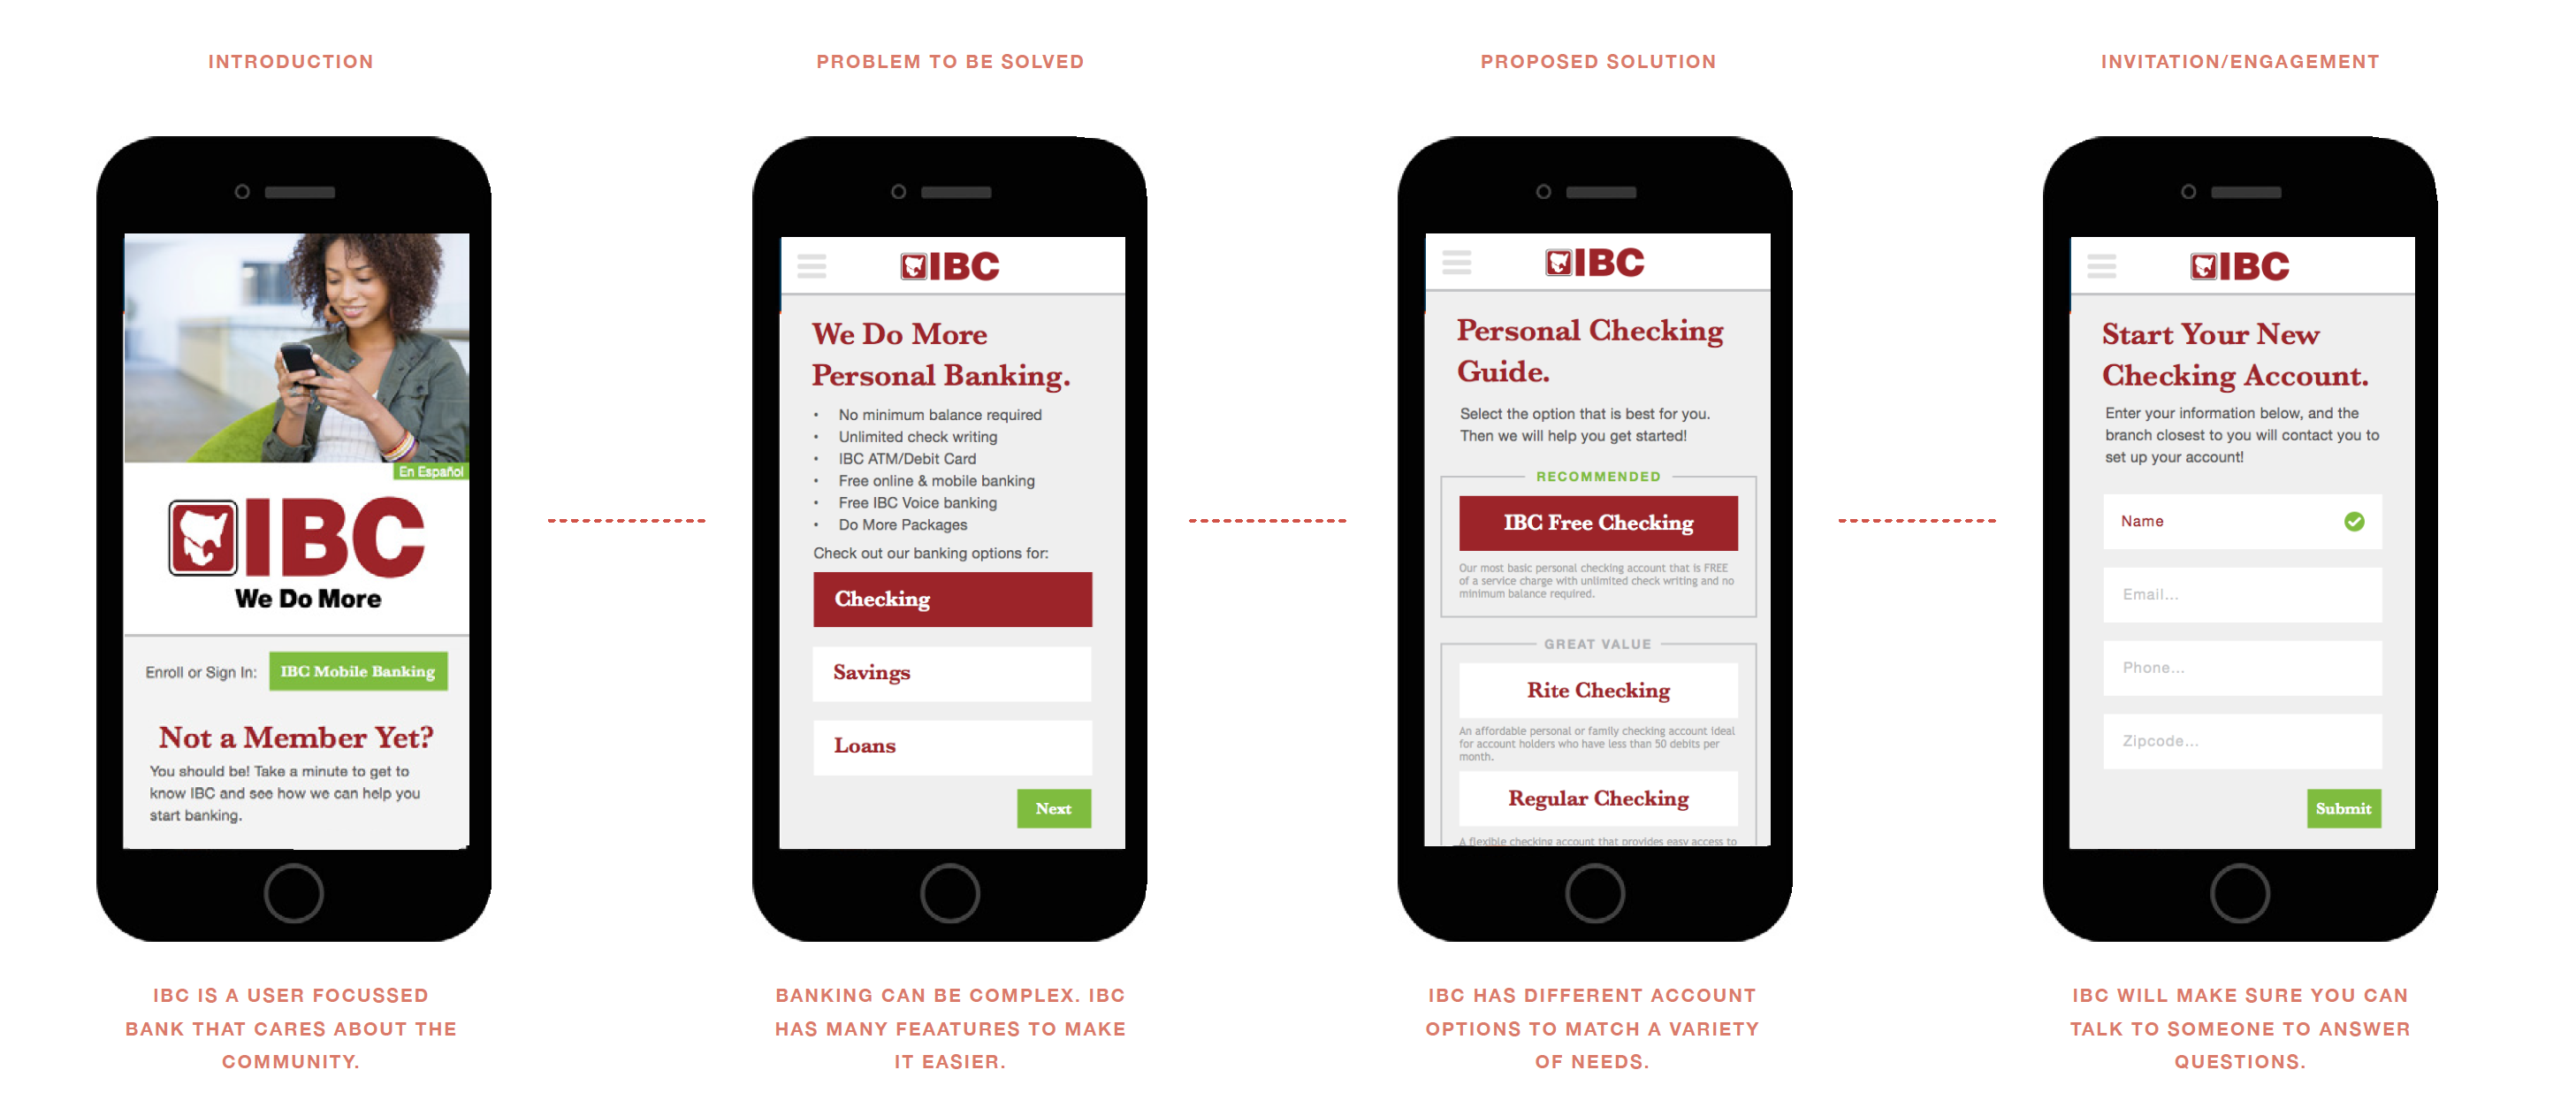 INTRODUCTION
IBC
En Español
IBC
We Do More
Enroll or Sign In:
IBC Mobile Banking
Not a Member Yet?
You should be! Take a minute to get to
know IBC and see how we can help you
start banking.
IBC IS A USER FOCUSSED
BANK THAT CARES ABOUT THE
COMMUNITY.
PROBLEM TO BE SOLVED
IBC
We Do More
Personal Banking.
• No minimum balance required
• Unlimited check writing
• IBC ATM/Debit Card
• Free online & mobile banking
• Free IBC Voice banking
• Do More Packages
Check out our banking options for:
Checking
Savings
Loans
Next
BANKING CAN BE COMPLEX. IBC
HAS MANY FEAATURES TO MAKE
IT EASIER.
PROPOSED SOLUTION
IBC
Personal Checking
Guide.
Select the option that is best for you.
Then we will help you get started!
RECOMMENDED
IBC Free Checking
Our most basic personal checking account that is FREE
of a service charge with unlimited check writing and no
minimum balance required.
GREAT VALUE
Rite Checking
An affordable personal or family checking account ideal
for account holders who have less than 50 debits per
month.
Regular Checking
A flexible checking account that provides easy access to
IBC HAS DIFFERENT ACCOUNT
OPTIONS TO MATCH A VARIETY
OF NEEDS.
INVITATION/ENGAGEMENT
IBC
Start Your New
Checking Account.
Enter your information below, and the
branch closest to you will contact you to
set up your account!
Name
Email...
Phone...
Zipcode...
Submit
IBC WILL MAKE SURE YOU CAN
TALK TO SOMEONE TO ANSWER
QUESTIONS.